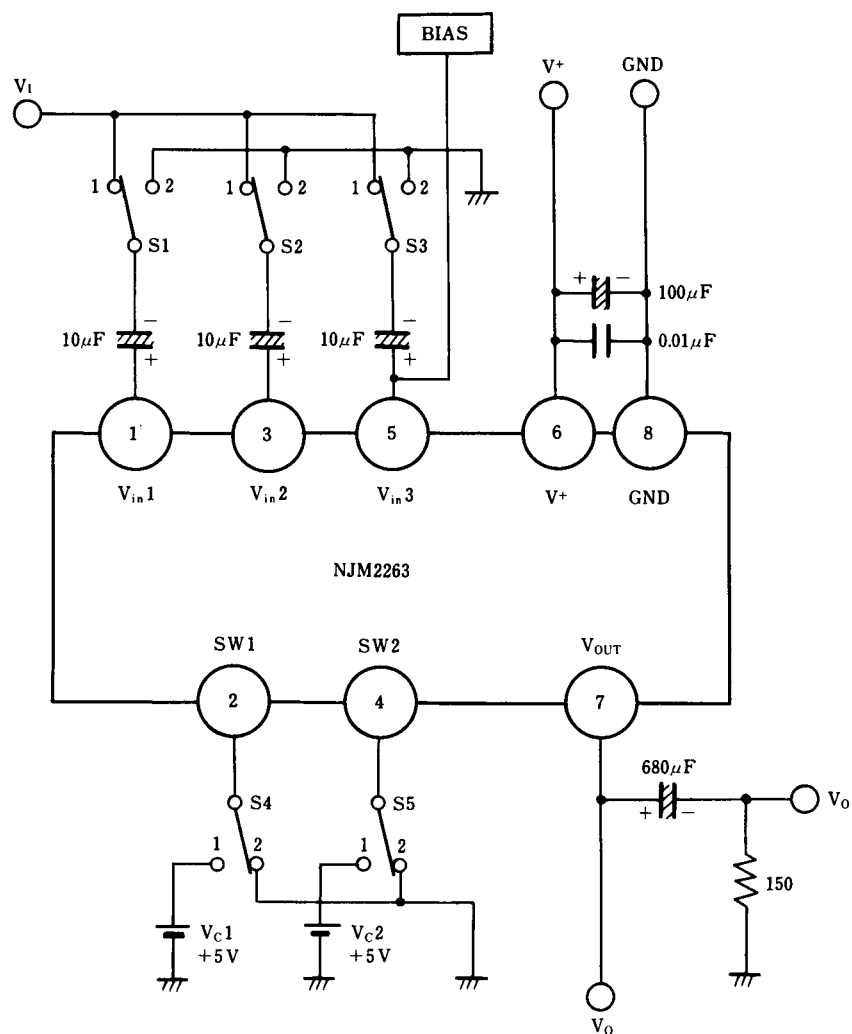 BIAS
V+ GND
VI
1 2 1 2 1 2
S1 S2 S3
+ − 100μF
0.01μF
10μF − + 10μF − + 10μF − +
1 3 5 6 8
Vin1 Vin2 Vin3 V+ GND
NJM2263
SW1 SW2 VOUT
2 4 7
680μF
S4 S5 + − VO
1 2 1 2
150
VC1 VC2
+5V +5V
VO